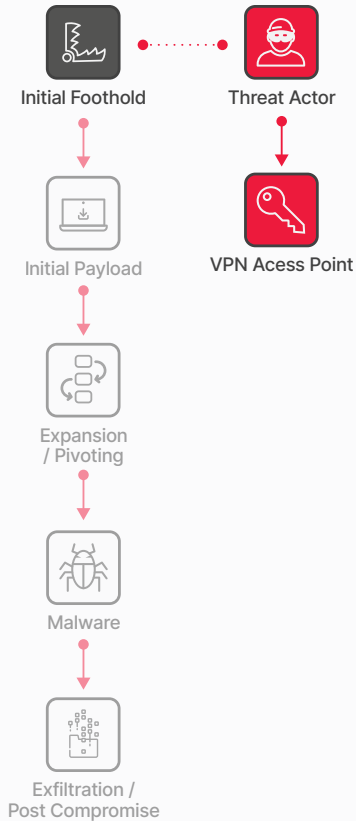 Initial Foothold
Threat Actor
Initial Payload
VPN Acess Point
Expansion
/ Pivoting
Malware
Exfiltration /
Post Compromise